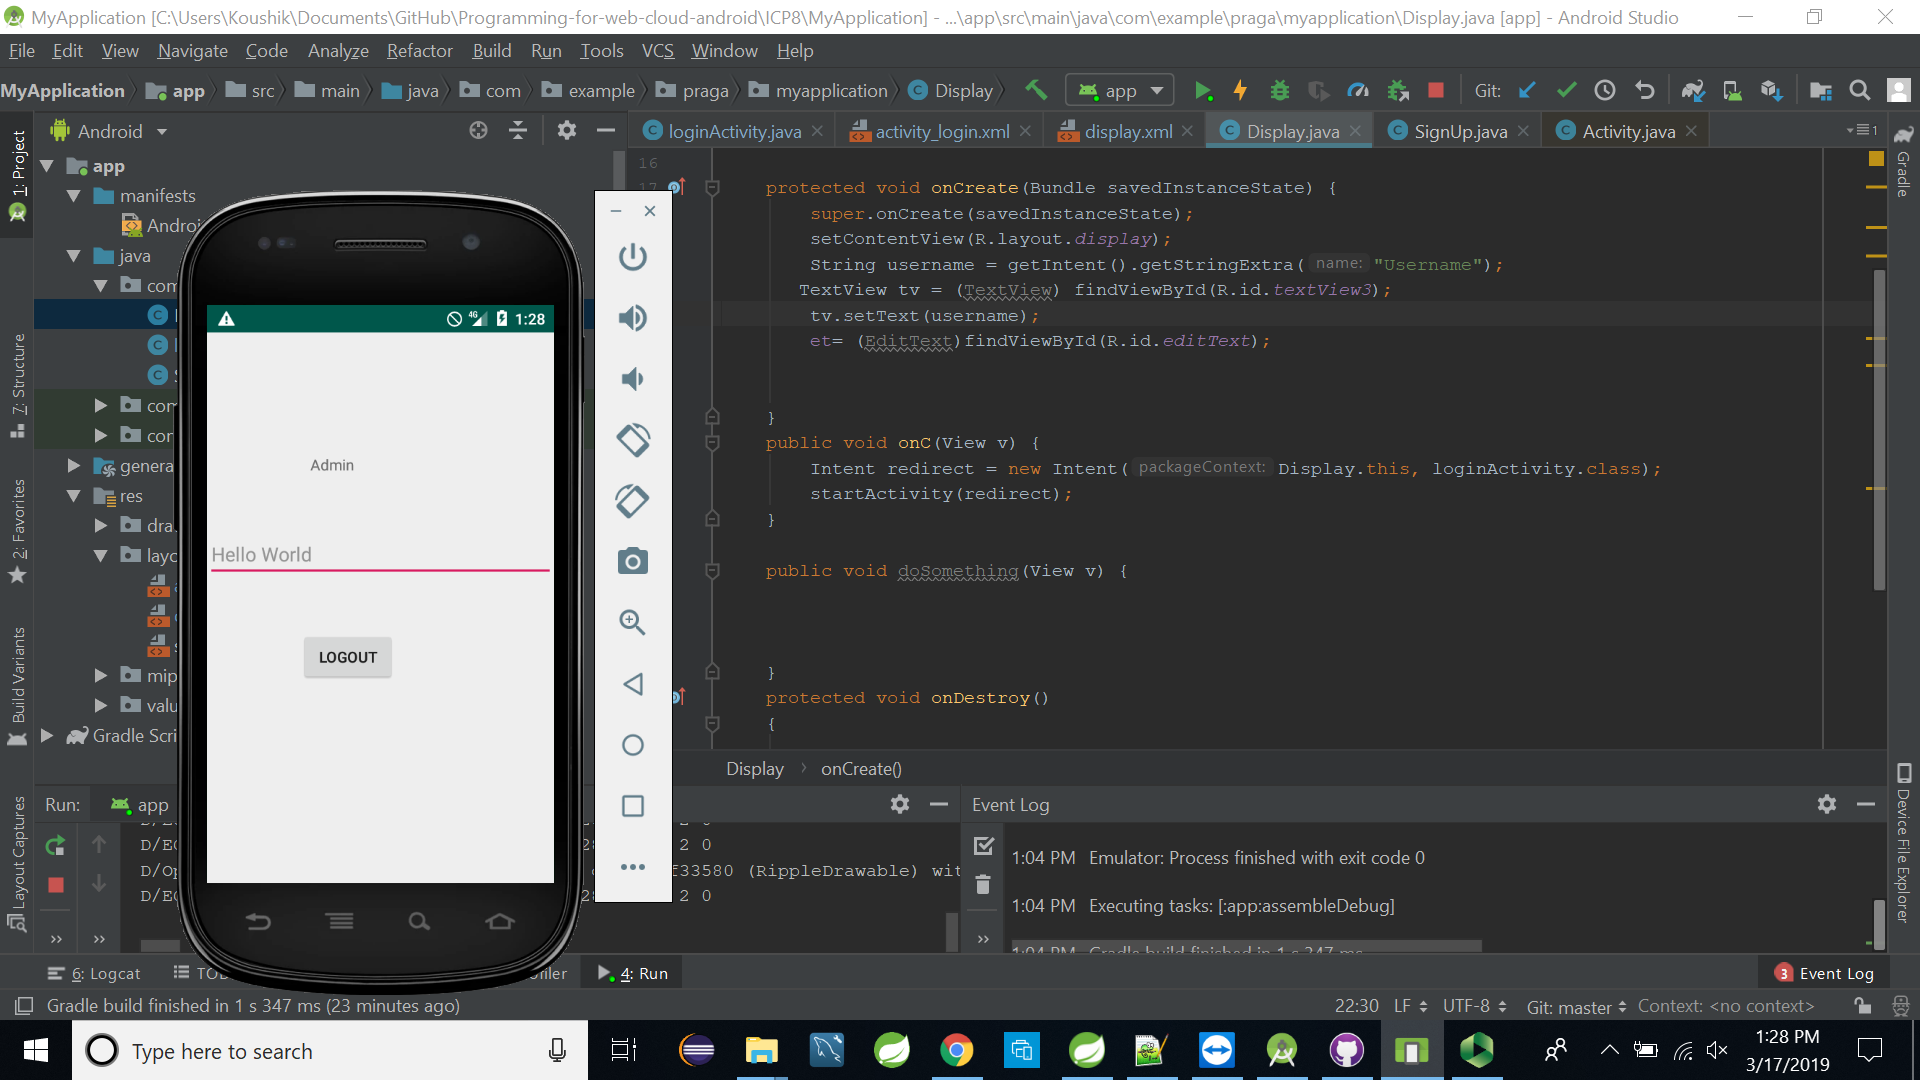 MyApplication [C:\Users\Koushik\Documents\GitHub\Programming-for-web-cloud-android\ICP8\MyApplication] - ...\app\src\main\java\com\example\praga\myapplication\Display.java [app] - Android Studio
File Edit View Navigate Code Analyze Refactor Build Run Tools VCS Window Help
MyApplication app src main java com example praga myapplication Display app Git:
Android
loginActivity.java activity_login.xml display.xml Display.java SignUp.java Activity.java 1
1: Project
7: Structure
2: Favorites
Build Variants
Layout Captures
Gradle
Device File Explorer
app
manifests
Androi
java
com
com
com
genera
res
dra
layo
mip
valu
Gradle Scri
1:28
Admin
Hello World
LOGOUT
16
17
protected void onCreate(Bundle savedInstanceState) {
super.onCreate(savedInstanceState);
setContentView(R.layout.display);
String username = getIntent().getStringExtra( name: "Username");
TextView tv = (TextView) findViewById(R.id.textView3);
tv.setText(username);
et= (EditText)findViewById(R.id.editText);
}
public void onC(View v) {
Intent redirect = new Intent( packageContext: Display.this, loginActivity.class);
startActivity(redirect);
}
public void doSomething(View v) {
}
protected void onDestroy()
{
Display onCreate()
Run: app
D/EG
D/Op f33580 (RippleDrawable) wit
D/EG 2 0
Event Log
1:04 PM Emulator: Process finished with exit code 0
1:04 PM Executing tasks: [:app:assembleDebug]
1:04 PM Gradle build finished in 1 s 347 ms
6: Logcat TOD 4: Run 3 Event Log
Gradle build finished in 1 s 347 ms (23 minutes ago) 22:30 LF UTF-8 Git: master Context: <no context>
Type here to search
1:28 PM
3/17/2019